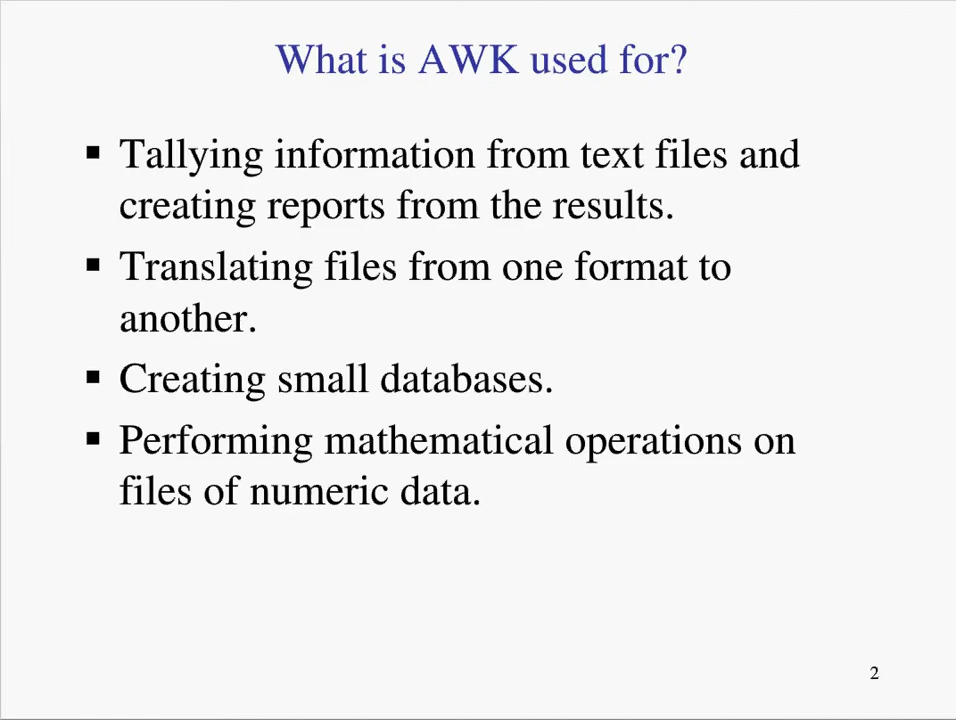 What is AWK used for?
▪ Tallying information from text files and
creating reports from the results.
▪ Translating files from one format to
another.
▪ Creating small databases.
▪ Performing mathematical operations on
files of numeric data.
2